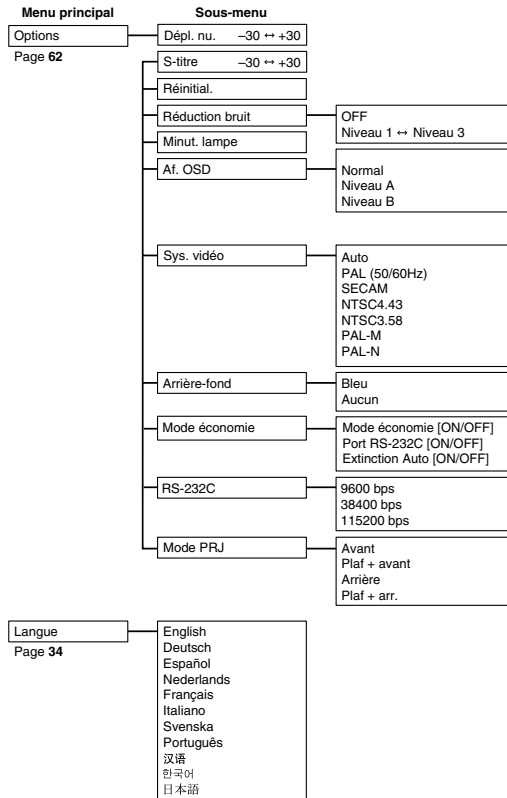 Menu principal
Sous-menu
Options
Page 62
Dépl. nu. –30 ↔ +30
S-titre –30 ↔ +30
Réinitial.
Réduction bruit
OFF
Niveau 1 ↔ Niveau 3
Minut. lampe
Af. OSD
Normal
Niveau A
Niveau B
Sys. vidéo
Auto
PAL (50/60Hz)
SECAM
NTSC4.43
NTSC3.58
PAL-M
PAL-N
Arrière-fond
Bleu
Aucun
Mode économie
Mode économie [ON/OFF]
Port RS-232C [ON/OFF]
Extinction Auto [ON/OFF]
RS-232C
9600 bps
38400 bps
115200 bps
Mode PRJ
Avant
Plaf + avant
Arrière
Plaf + arr.
Langue
Page 34
English
Deutsch
Español
Nederlands
Français
Italiano
Svenska
Português
汉语
한국어
日本語